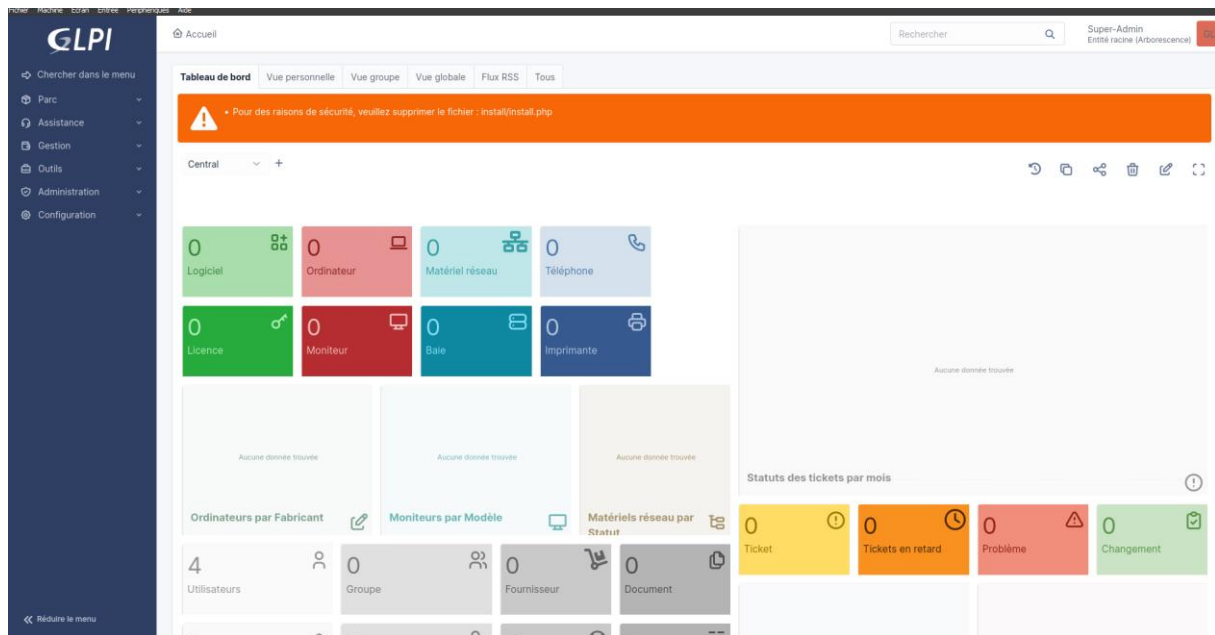 Fichier Machine Écran Entrée Périphériques Aide
GLPI
Accueil
Rechercher
Super-Admin
Entité racine (Arborescence)
GL
Chercher dans le menu
Parc
Assistance
Gestion
Outils
Administration
Configuration
Réduire le menu
Tableau de bord Vue personnelle Vue groupe Vue globale Flux RSS Tous
• Pour des raisons de sécurité, veuillez supprimer le fichier : install/install.php
Central
0 Logiciel
0 Ordinateur
0 Matériel réseau
0 Téléphone
0 Licence
0 Moniteur
0 Baie
0 Imprimante
Aucune donnée trouvée
Ordinateurs par Fabricant
Aucune donnée trouvée
Moniteurs par Modèle
Aucune donnée trouvée
Matériels réseau par
Statut
4 Utilisateurs
0 Groupe
0 Fournisseur
0 Document
Aucune donnée trouvée
Statuts des tickets par mois
0 Ticket
0 Tickets en retard
0 Problème
0 Changement